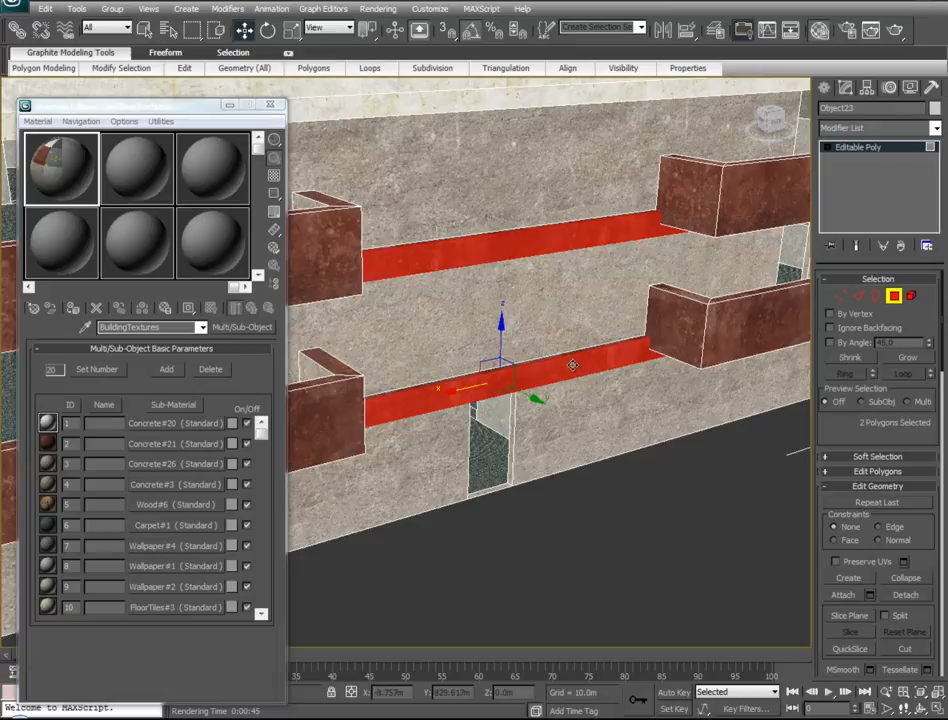 Edit Tools Group Views Create Modifiers Animation Graph Editors Rendering Customize MAXScript Help
All View Create Selection Se
Graphite Modeling Tools Freeform Selection
Polygon Modeling Modify Selection Edit Geometry (All) Polygons Loops Subdivision Triangulation Align Visibility Properties
Material Navigation Options Utilities
BuildingTextures Multi/Sub-Object
Multi/Sub-Object Basic Parameters
20 Set Number Add Delete
ID Name Sub-Material On/Off
1 Concrete#20 (Standard)
2 Concrete#21 (Standard)
3 Concrete#26 (Standard)
4 Concrete#3 (Standard)
5 Wood#6 (Standard)
6 Carpet#1 (Standard)
7 Wallpaper#4 (Standard)
8 Wallpaper#1 (Standard)
9 Wallpaper#2 (Standard)
10 FloorTiles#3 (Standard)
z
x
Object23
Modifier List
Editable Poly
Selection
By Vertex
Ignore Backfacing
By Angle: 45.0
Shrink Grow
Ring Loop
Preview Selection
Off SubObj Multi
2 Polygons Selected
Soft Selection
Edit Polygons
Edit Geometry
Repeat Last
Constraints
None Edge
Face Normal
Preserve UVs
Create Collapse
Attach Detach
Slice Plane Split
Slice Reset Plane
QuickSlice Cut
MSmooth Tessellate
35 40 45 50 55 60 65 70 75 80 85 90 95 100
X: -8.757m Y: 829.617m Z: 0.0m Grid = 10.0m Auto Key Selected
Welcome to MAXScript. Rendering Time 0:00:45 Add Time Tag Set Key Key Filters... 0